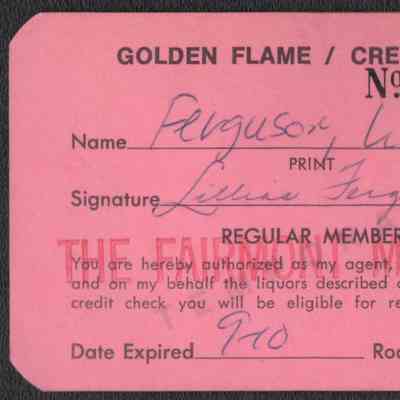 GOLDEN FLAME / CRE
No
Name Ferguson,
PRINT
Signature Lillian Ferg
REGULAR MEMBER
THE FAIRMONT
You are hereby authorized as my agent,
and on my behalf the liquors described
credit check you will be eligible for re
Date Expired 9-10 Roo